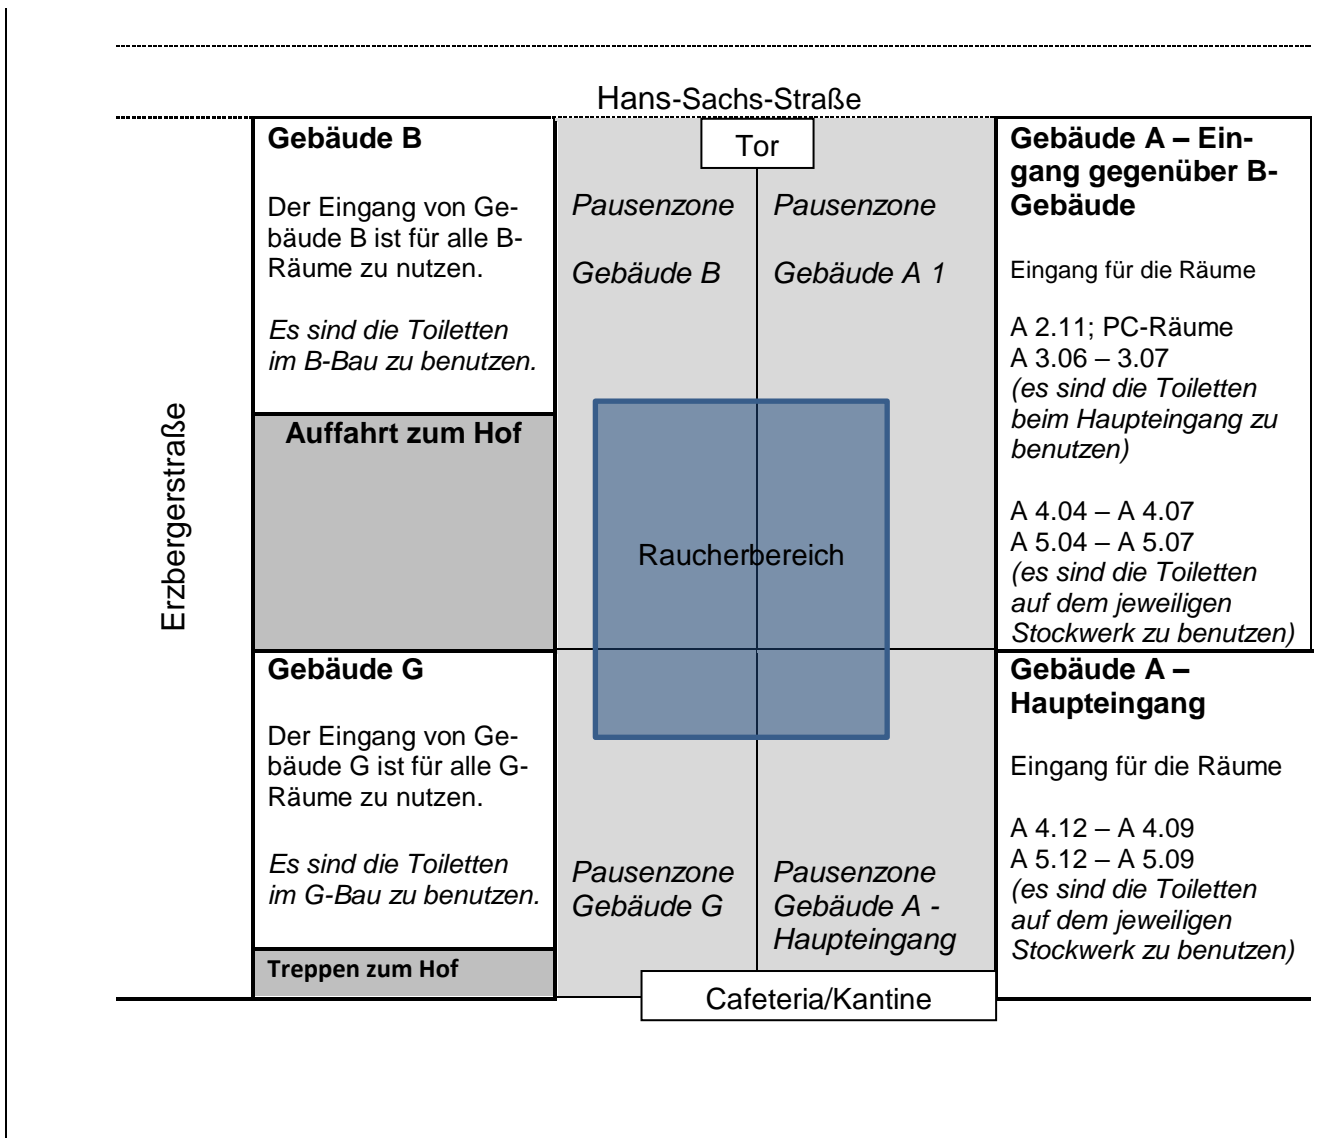 Hans-Sachs-Straße
Erzbergerstraße
Gebäude B
Der Eingang von Ge-
bäude B ist für alle B-
Räume zu nutzen.
Es sind die Toiletten
im B-Bau zu benutzen.
Auffahrt zum Hof
Gebäude G
Der Eingang von Ge-
bäude G ist für alle G-
Räume zu nutzen.
Es sind die Toiletten
im G-Bau zu benutzen.
Treppen zum Hof
Tor
Pausenzone
Gebäude B
Pausenzone
Gebäude A 1
Raucherbereich
Pausenzone
Gebäude G
Pausenzone
Gebäude A -
Haupteingang
Cafeteria/Kantine
Gebäude A – Ein-
gang gegenüber B-
Gebäude
Eingang für die Räume
A 2.11; PC-Räume
A 3.06 – 3.07
(es sind die Toiletten
beim Haupteingang zu
benutzen)
A 4.04 – A 4.07
A 5.04 – A 5.07
(es sind die Toiletten
auf dem jeweiligen
Stockwerk zu benutzen)
Gebäude A –
Haupteingang
Eingang für die Räume
A 4.12 – A 4.09
A 5.12 – A 5.09
(es sind die Toiletten
auf dem jeweiligen
Stockwerk zu benutzen)